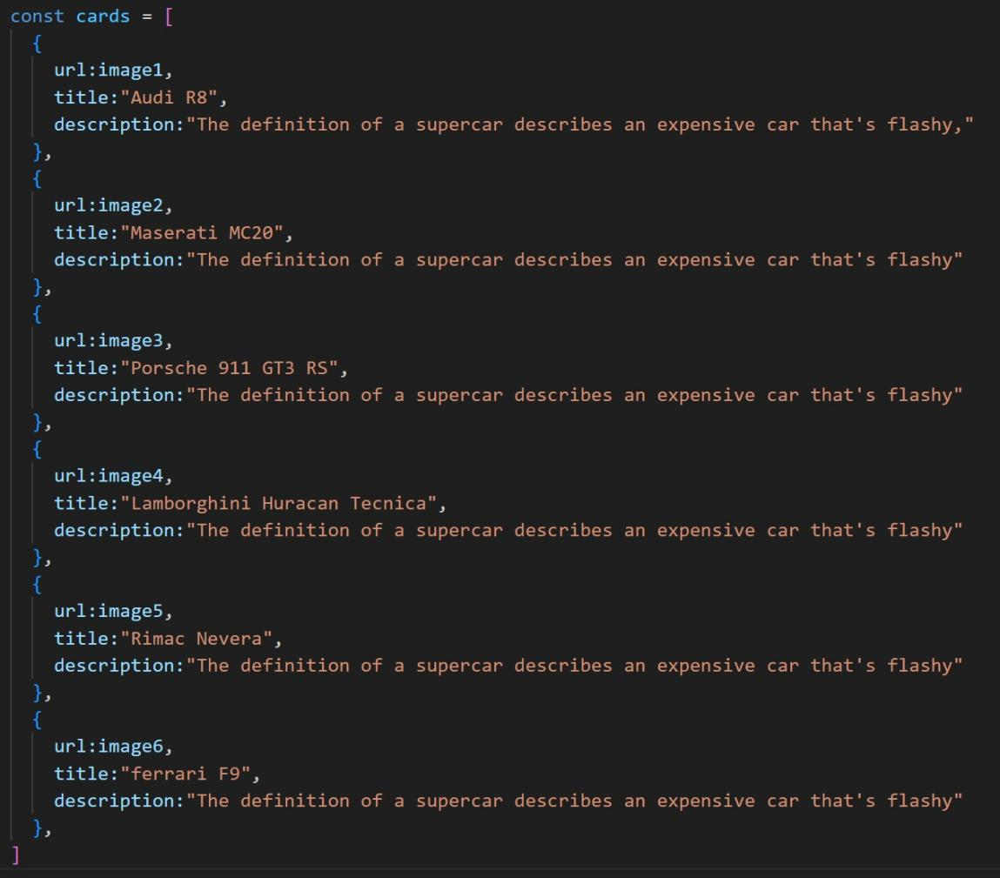 const cards = [
  {
    url:image1,
    title:"Audi R8",
    description:"The definition of a supercar describes an expensive car that's flashy,"
  },
  {
    url:image2,
    title:"Maserati MC20",
    description:"The definition of a supercar describes an expensive car that's flashy"
  },
  {
    url:image3,
    title:"Porsche 911 GT3 RS",
    description:"The definition of a supercar describes an expensive car that's flashy"
  },
  {
    url:image4,
    title:"Lamborghini Huracan Tecnica",
    description:"The definition of a supercar describes an expensive car that's flashy"
  },
  {
    url:image5,
    title:"Rimac Nevera",
    description:"The definition of a supercar describes an expensive car that's flashy"
  },
  {
    url:image6,
    title:"ferrari F9",
    description:"The definition of a supercar describes an expensive car that's flashy"
  },
]